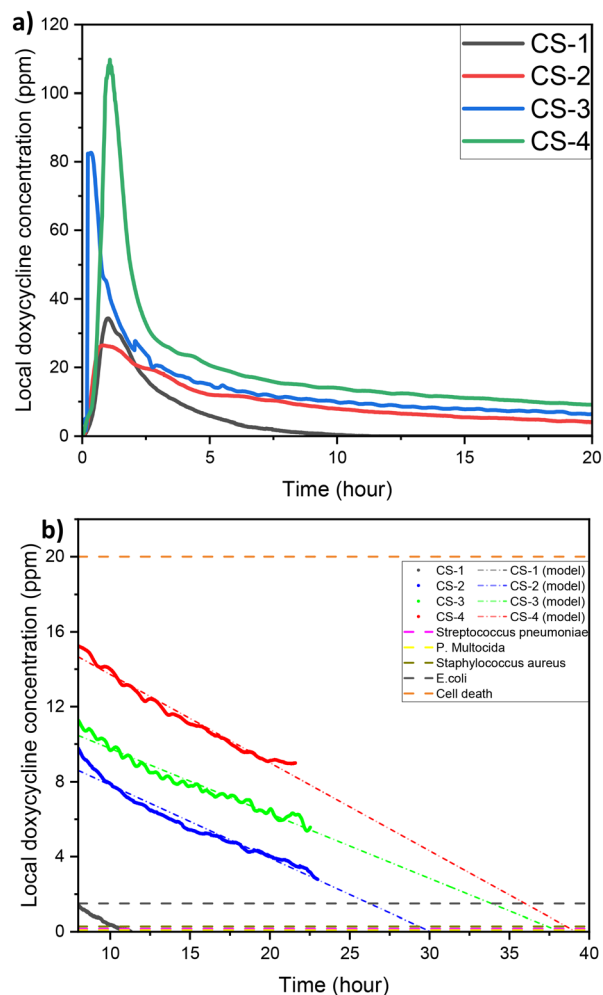 a)
120
100
80
60
40
20
0
Local doxycycline concentration (ppm)
CS-1
CS-2
CS-3
CS-4
0 5 10 15 20
Time (hour)
b)
20
16
12
8
4
0
Local doxycycline concentration (ppm)
CS-1 CS-1 (model)
CS-2 CS-2 (model)
CS-3 CS-3 (model)
CS-4 CS-4 (model)
Streptococcus pneumoniae
P. Multocida
Staphylococcus aureus
E.coli
Cell death
10 15 20 25 30 35 40
Time (hour)